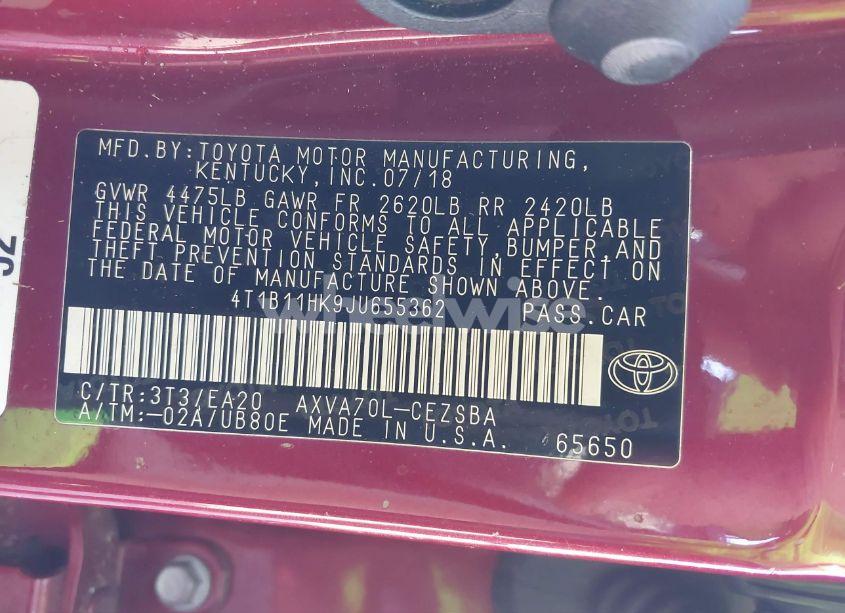 MFD.BY:TOYOTA MOTOR MANUFACTURING,
KENTUCKY,INC.07/18
GVWR 4475LB GAWR FR 2620LB RR 2420LB
THIS VEHICLE CONFORMS TO ALL APPLICABLE
FEDERAL MOTOR VEHICLE SAFETY,BUMPER,AND
THEFT PREVENTION STANDARDS IN EFFECT ON
THE DATE OF MANUFACTURE SHOWN ABOVE.
4T1B11HK9JU655362 PASS.CAR
wheelwise
C/TR:3T3/EA20 AXVA70L-CEZSBA
A/TM:-02A/UB80E MADE IN U.S.A. 65650